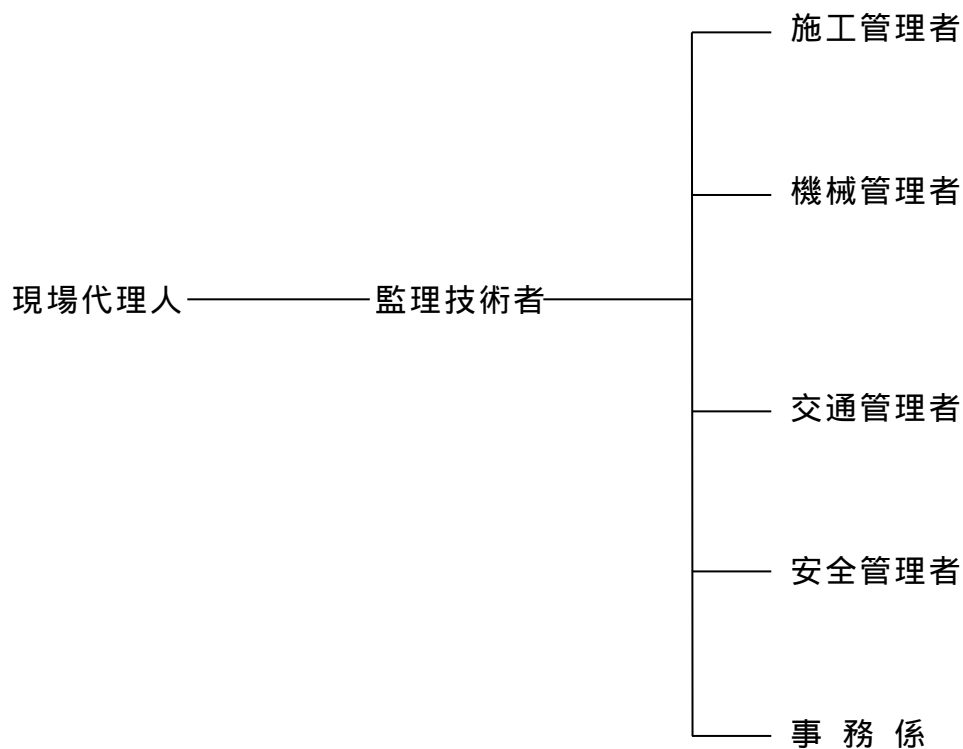 施工管理者
機械管理者
現場代理人 監理技術者
交通管理者
安全管理者
事務係